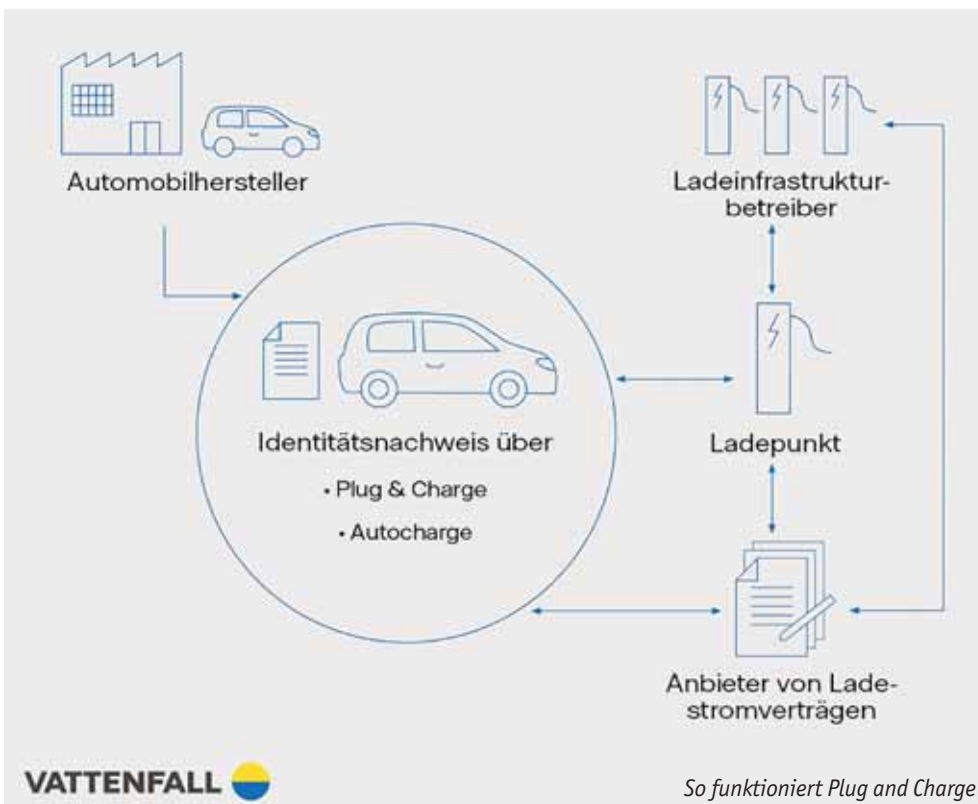 Automobilhersteller
Ladeinfrastruktur-
betreiber
Identitätsnachweis über
• Plug & Charge
• Autocharge
Ladepunkt
Anbieter von Lade-
stromverträgen
VATTENFALL
So funktioniert Plug and Charge